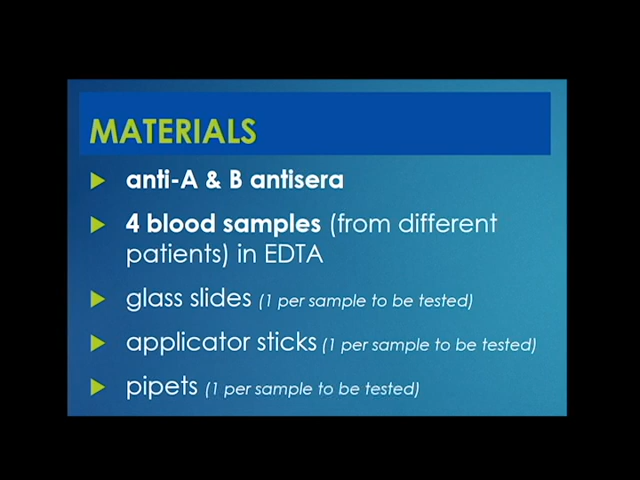 MATERIALS
anti-A & B antisera
4 blood samples (from different
patients) in EDTA
glass slides (1 per sample to be tested)
applicator sticks (1 per sample to be tested)
pipets (1 per sample to be tested)